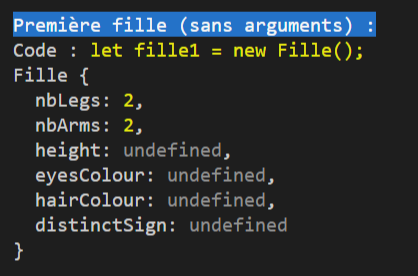 Première fille (sans arguments) :
Code : let fille1 = new Fille();
Fille {
  nbLegs: 2,
  nbArms: 2,
  height: undefined,
  eyesColour: undefined,
  hairColour: undefined,
  distinctSign: undefined
}